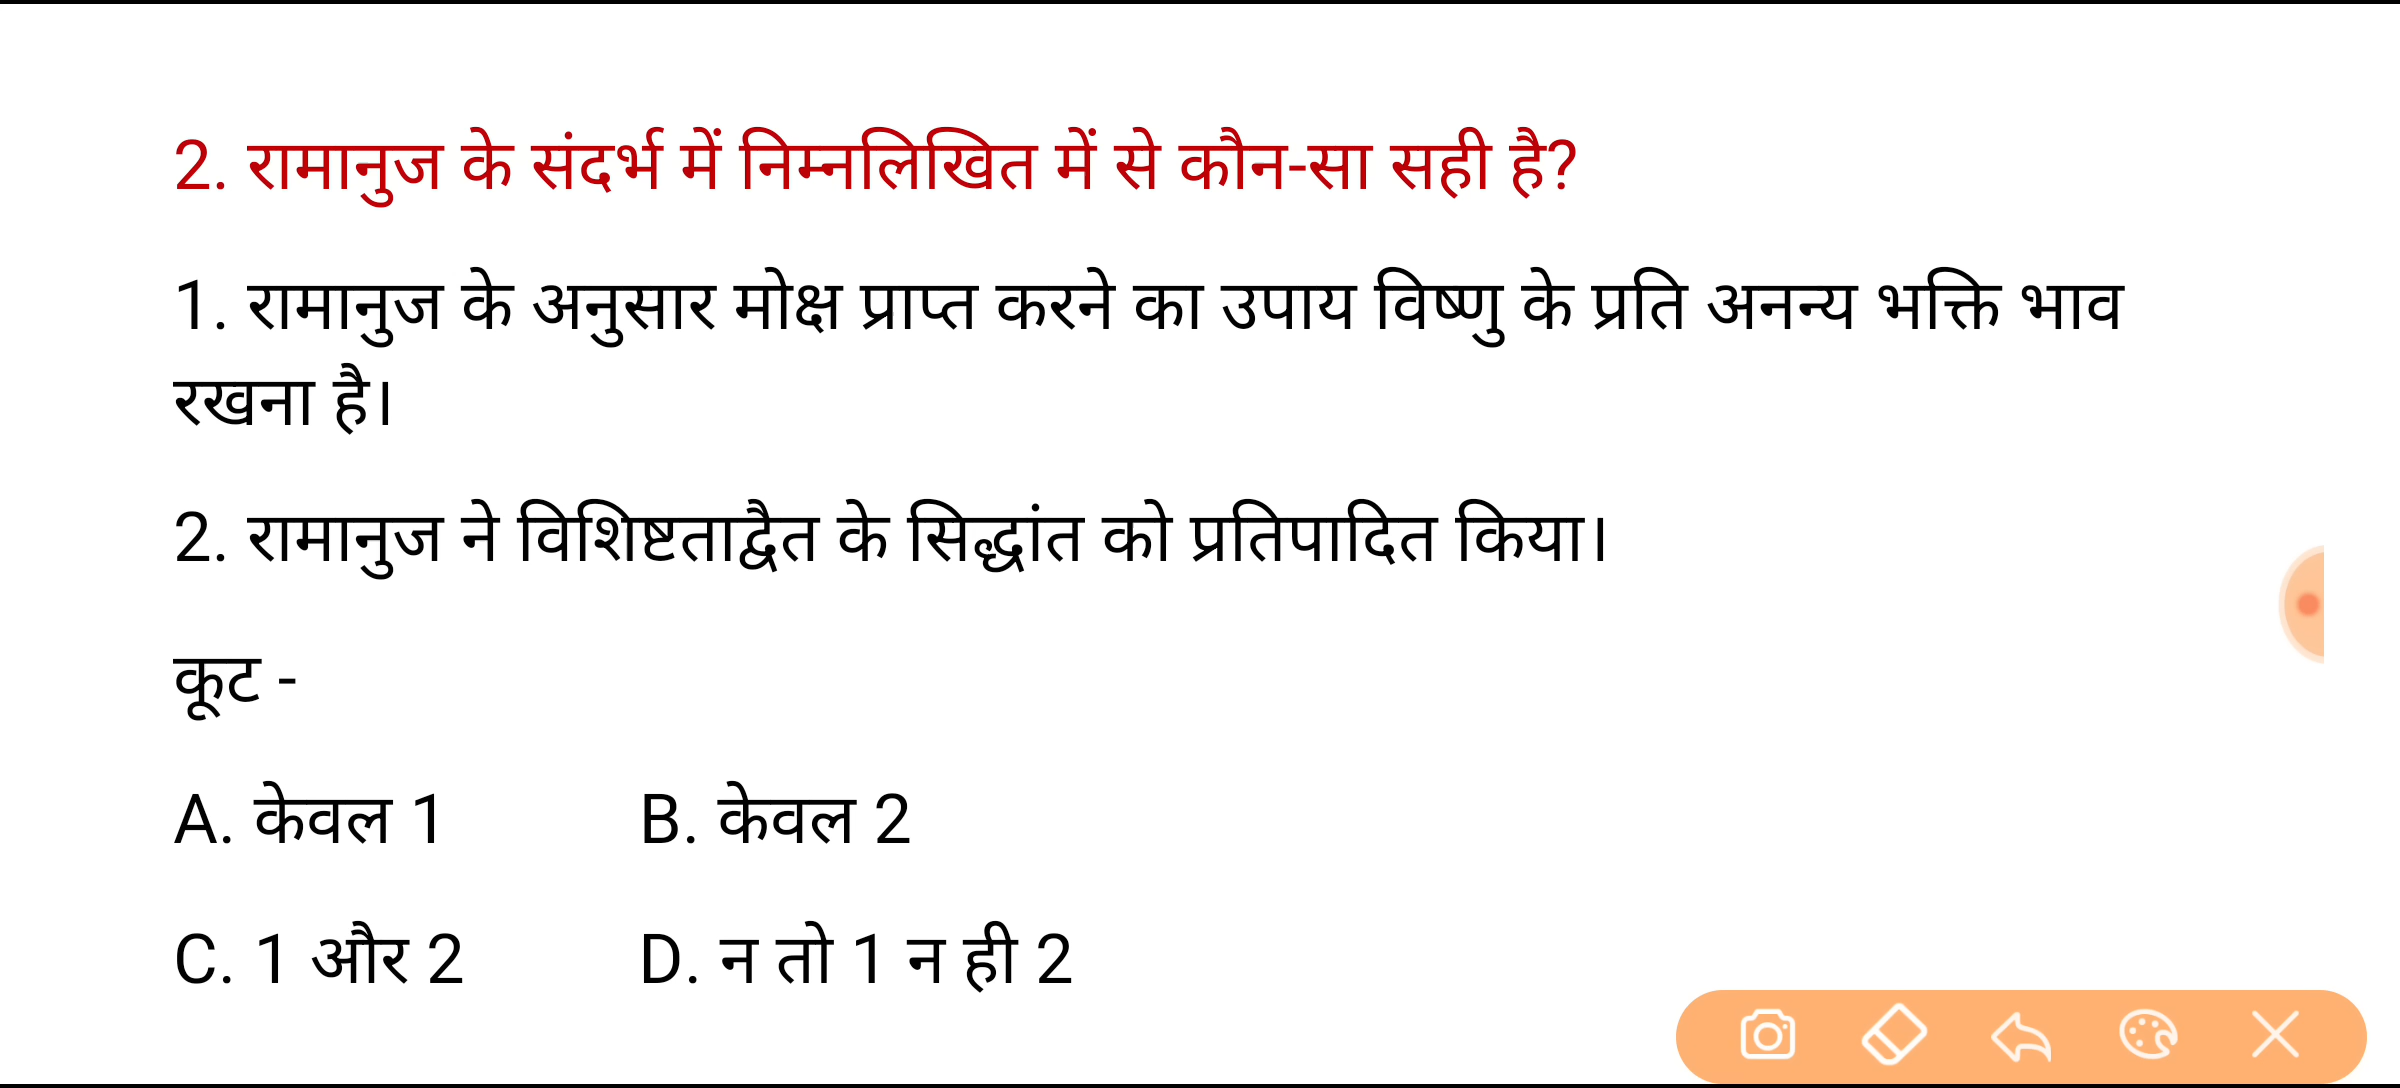 2. रामानुज के संदर्भ में निम्नलिखित में से कौन-सा सही है?
1. रामानुज के अनुसार मोक्ष प्राप्त करने का उपाय विष्णु के प्रति अनन्य भक्ति भाव
रखना है।
2. रामानुज ने विशिष्टताद्वैत के सिद्धांत को प्रतिपादित किया।
कूट -
A. केवल 1 B. केवल 2
C. 1 और 2 D. न तो 1 न ही 2